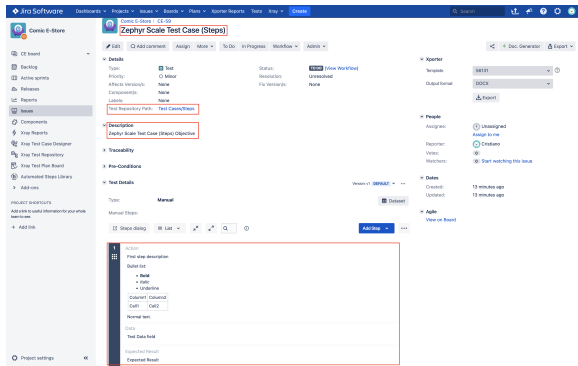 Jira Software
Dashboards
Projects
Issues
Boards
Plans
Xporter Reports
Tests
Xray
Create
Search
Comic E-Store
CE board
Backlog
Active sprints
Releases
Reports
Issues
Components
Xray Reports
Xray Test Case Designer
Xray Test Repository
Xray Test Plan Board
Automated Steps Library
Add-ons
PROJECT SHORTCUTS
Add a link to useful information for your whole team to see.
+ Add link
Project settings
Comic E-Store / CE-59
Zephyr Scale Test Case (Steps)
Edit
Add comment
Assign
More
To Do
In Progress
Workflow
Admin
Doc. Generator
Export
Details
Type: Test
Status: TO DO (View Workflow)
Priority: Minor
Resolution: Unresolved
Affects Version/s: None
Fix Version/s: None
Component/s: None
Labels: None
Test Repository Path: Test Cases/Steps
Description
Zephyr Scale Test Case (Steps) Objective
Traceability
Pre-Conditions
Test Details
Version v1 DEFAULT
Type: Manual
Dataset
Manual Steps:
Steps dialog
List
Add Step
1
Action
First step description
Bullet list:
• Bold
• Italic
• Underline
Column1 Column2
Cell1 Cell2
Normal text.
Data
Test Data field
Expected Result
Expected Result
Xporter
Template
Output format
DOCX
Export
People
Assignee: Unassigned
Assign to me
Reporter: Cristiano
Votes: 0
Watchers: 0 Start watching this issue
Dates
Created: 13 minutes ago
Updated: 13 minutes ago
Agile
View on Board